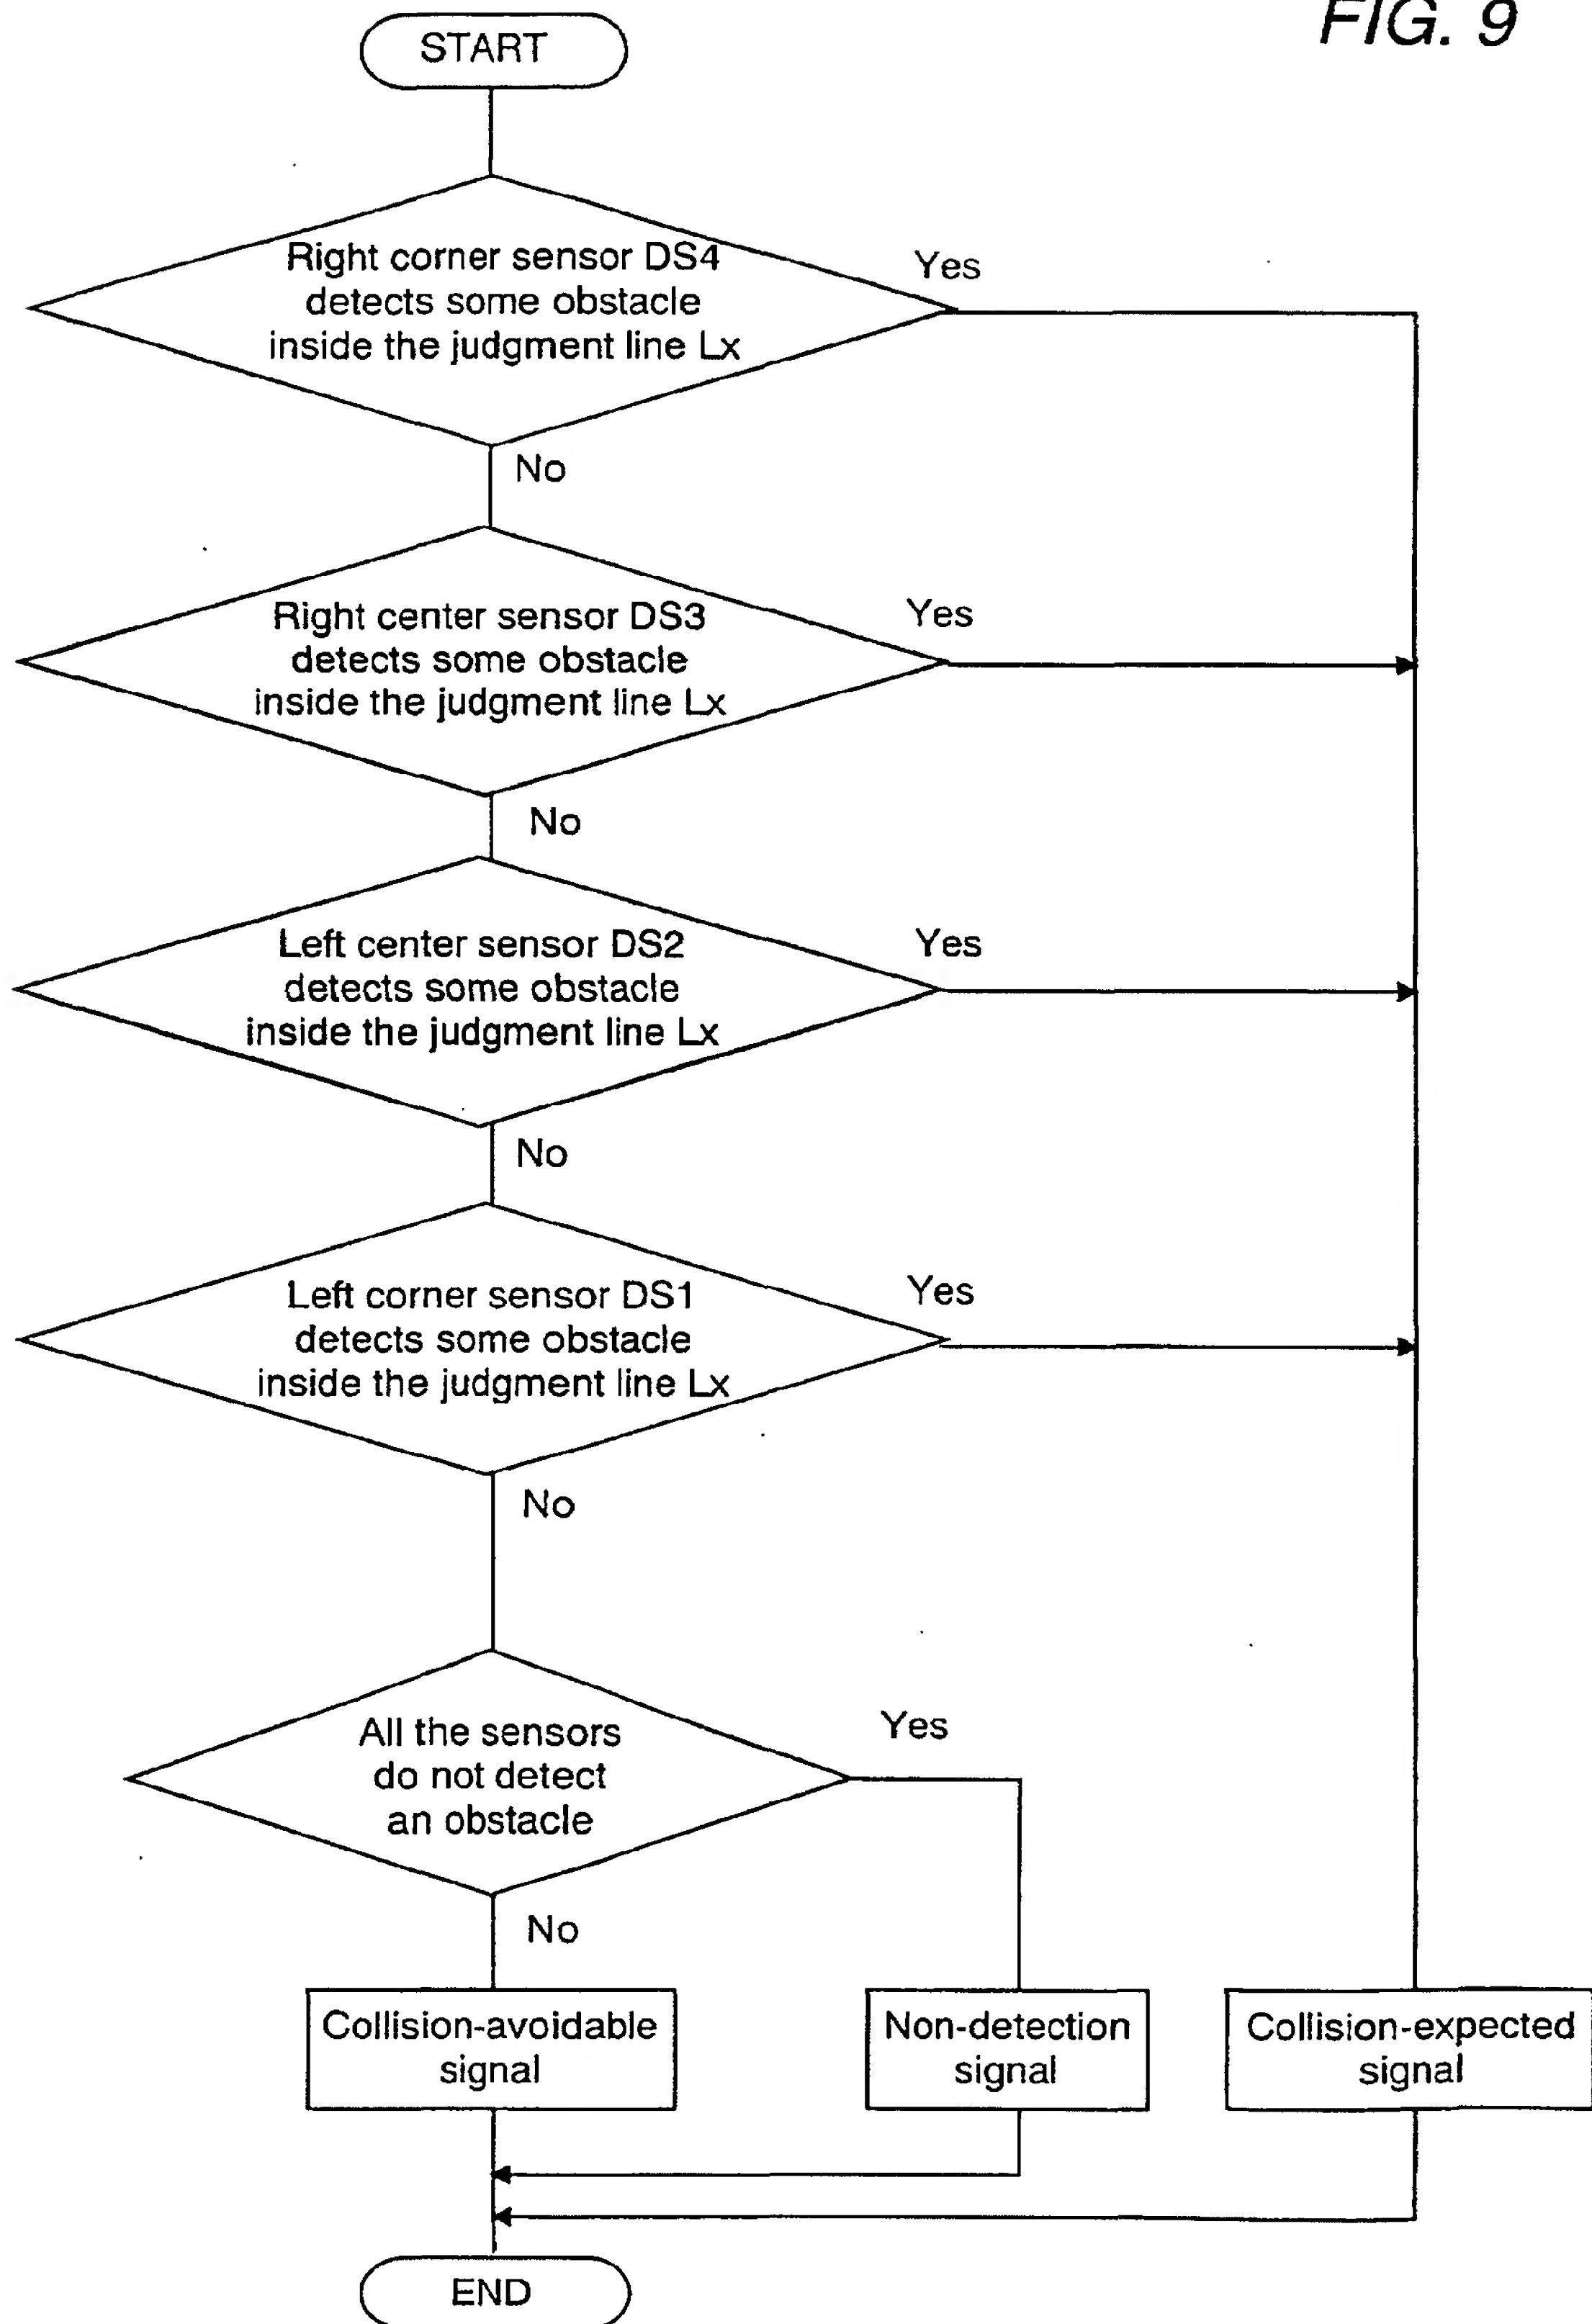 FIG. 9
START
Right corner sensor DS4
detects some obstacle
inside the judgment line Lx
Yes
No
Right center sensor DS3
detects some obstacle
inside the judgment line Lx
Yes
No
Left center sensor DS2
detects some obstacle
inside the judgment line Lx
Yes
No
Left corner sensor DS1
detects some obstacle
inside the judgment line Lx
Yes
No
All the sensors
do not detect
an obstacle
Yes
No
Collision-avoidable
signal
Non-detection
signal
Collision-expected
signal
END